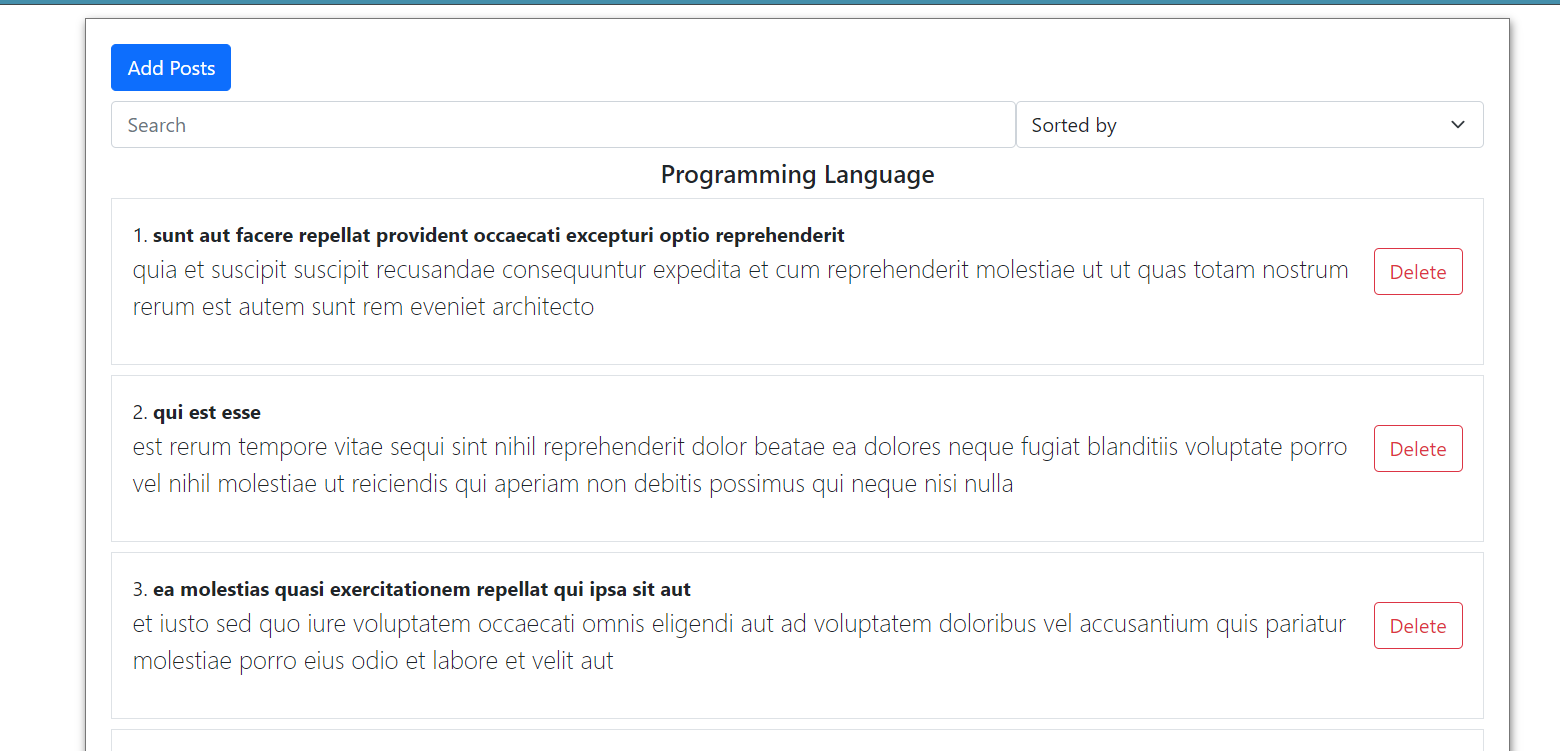 Add Posts
Search
Sorted by
Programming Language
1. sunt aut facere repellat provident occaecati excepturi optio reprehenderit
quia et suscipit suscipit recusandae consequuntur expedita et cum reprehenderit molestiae ut ut quas totam nostrum
rerum est autem sunt rem eveniet architecto
Delete
2. qui est esse
est rerum tempore vitae sequi sint nihil reprehenderit dolor beatae ea dolores neque fugiat blanditiis voluptate porro
vel nihil molestiae ut reiciendis qui aperiam non debitis possimus qui neque nisi nulla
Delete
3. ea molestias quasi exercitationem repellat qui ipsa sit aut
et iusto sed quo iure voluptatem occaecati omnis eligendi aut ad voluptatem doloribus vel accusantium quis pariatur
molestiae porro eius odio et labore et velit aut
Delete